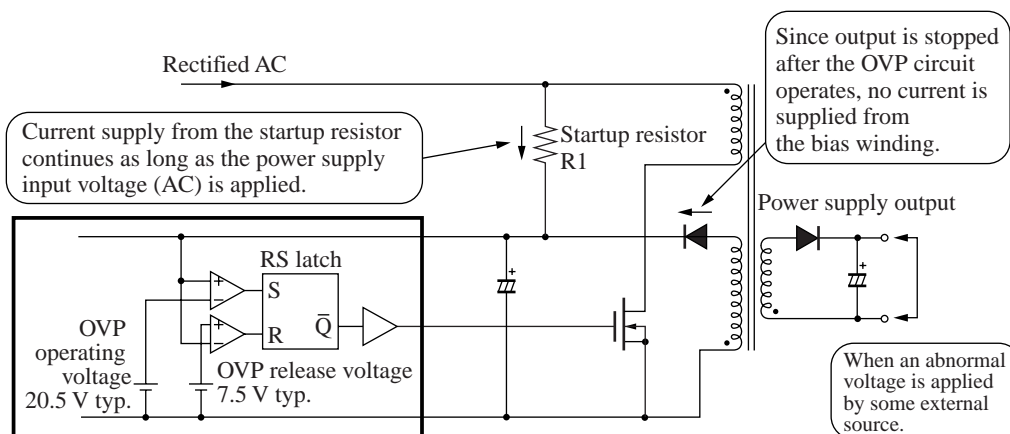 Rectified AC
Since output is stopped
after the OVP circuit
operates, no current is
supplied from
the bias winding.
Current supply from the startup resistor
continues as long as the power supply
input voltage (AC) is applied.
Startup resistor
R1
Power supply output
RS latch
+
−
S
+
−
R
Q̅
+
+
OVP
operating
voltage
20.5 V typ.
OVP release voltage
7.5 V typ.
When an abnormal
voltage is applied
by some external
source.